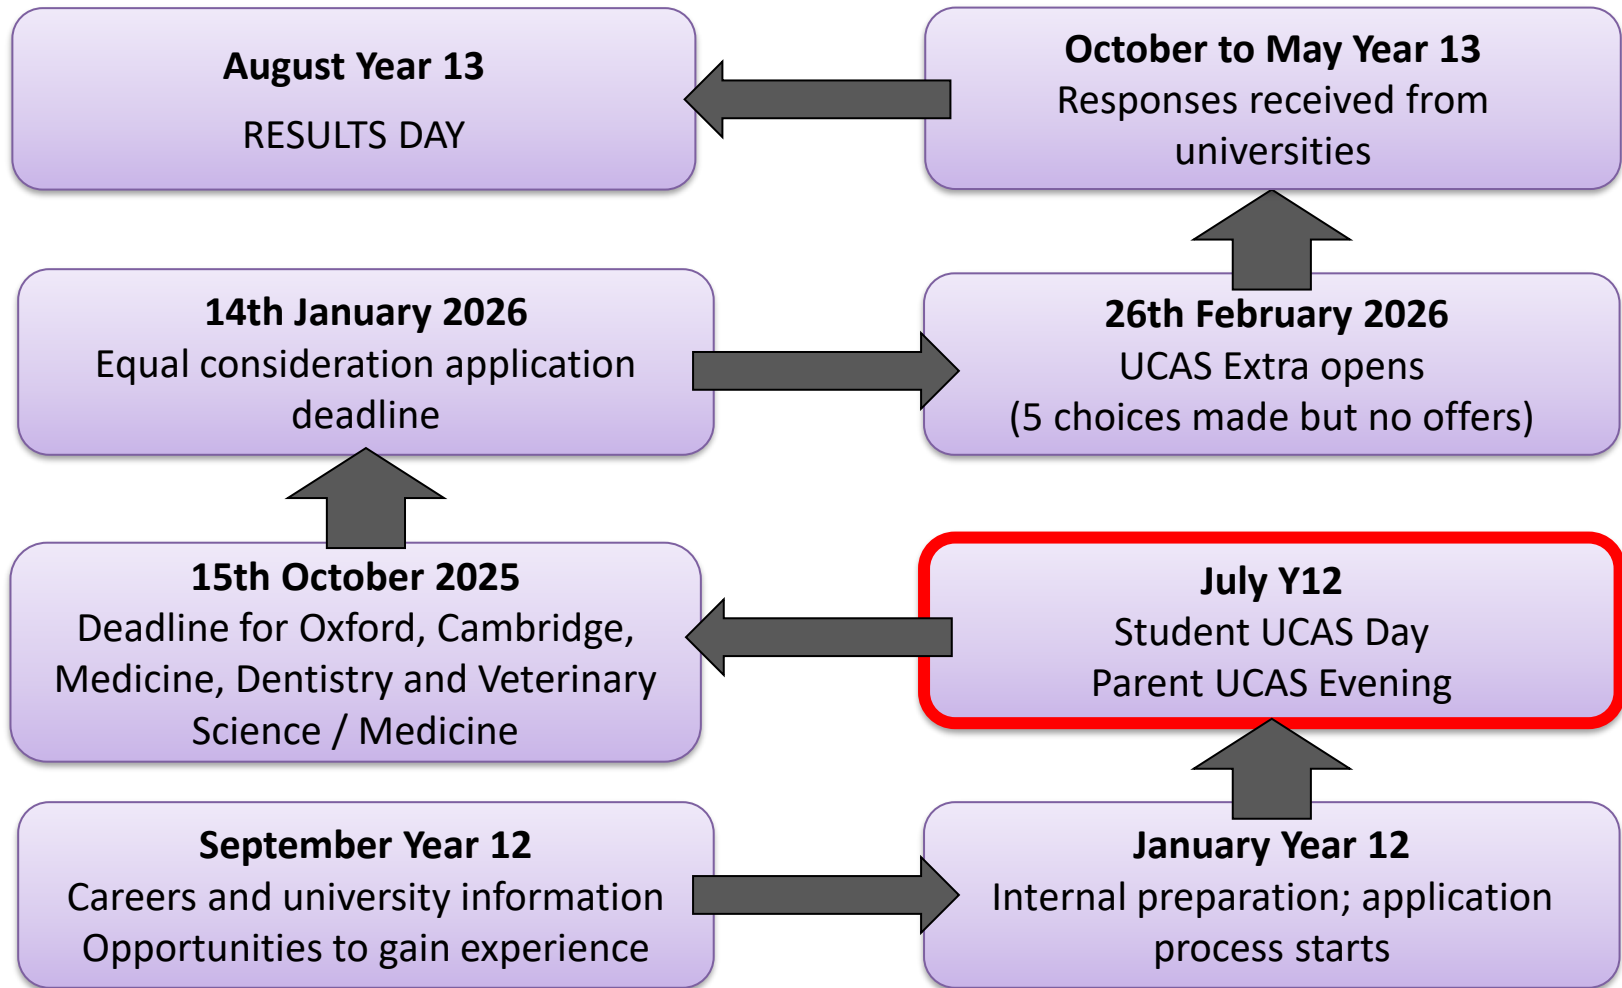 August Year 13
RESULTS DAY
October to May Year 13
Responses received from
universities
14th January 2026
Equal consideration application
deadline
26th February 2026
UCAS Extra opens
(5 choices made but no offers)
15th October 2025
Deadline for Oxford, Cambridge,
Medicine, Dentistry and Veterinary
Science / Medicine
July Y12
Student UCAS Day
Parent UCAS Evening
September Year 12
Careers and university information
Opportunities to gain experience
January Year 12
Internal preparation; application
process starts